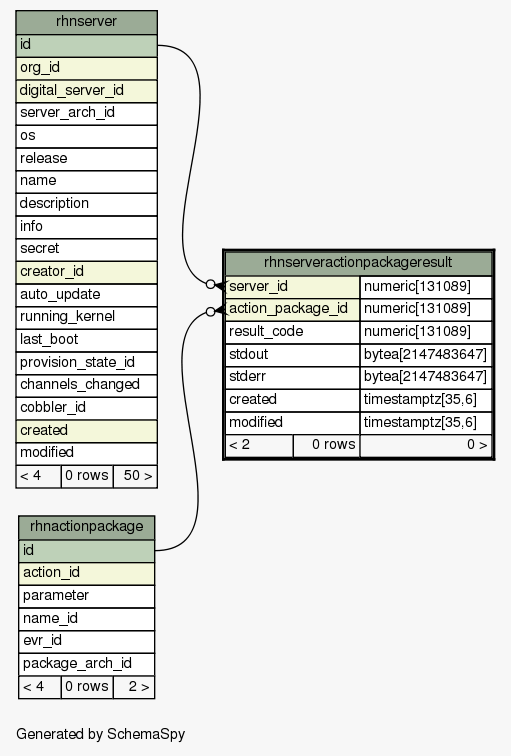 rhnserver
id
org_id
digital_server_id
server_arch_id
os
release
name
description
info
secret
creator_id
auto_update
running_kernel
last_boot
provision_state_id
channels_changed
cobbler_id
created
modified
< 4 0 rows 50 >
rhnserveractionpackageresult
server_id numeric[131089]
action_package_id numeric[131089]
result_code numeric[131089]
stdout bytea[2147483647]
stderr bytea[2147483647]
created timestamptz[35,6]
modified timestamptz[35,6]
< 2 0 rows 0 >
rhnactionpackage
id
action_id
parameter
name_id
evr_id
package_arch_id
< 4 0 rows 2 >
Generated by SchemaSpy